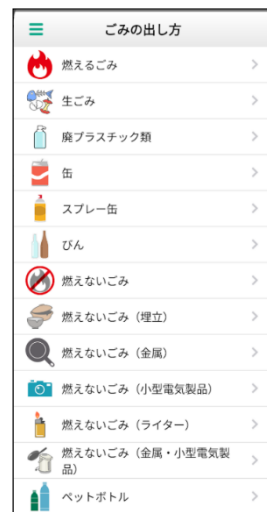 ごみの出し方
燃えるごみ
生ごみ
廃プラスチック類
缶
スプレー缶
びん
燃えないごみ
燃えないごみ（埋立）
燃えないごみ（金属）
燃えないごみ（小型電気製品）
燃えないごみ（ライター）
燃えないごみ（金属・小型電気製
品）
ペットボトル